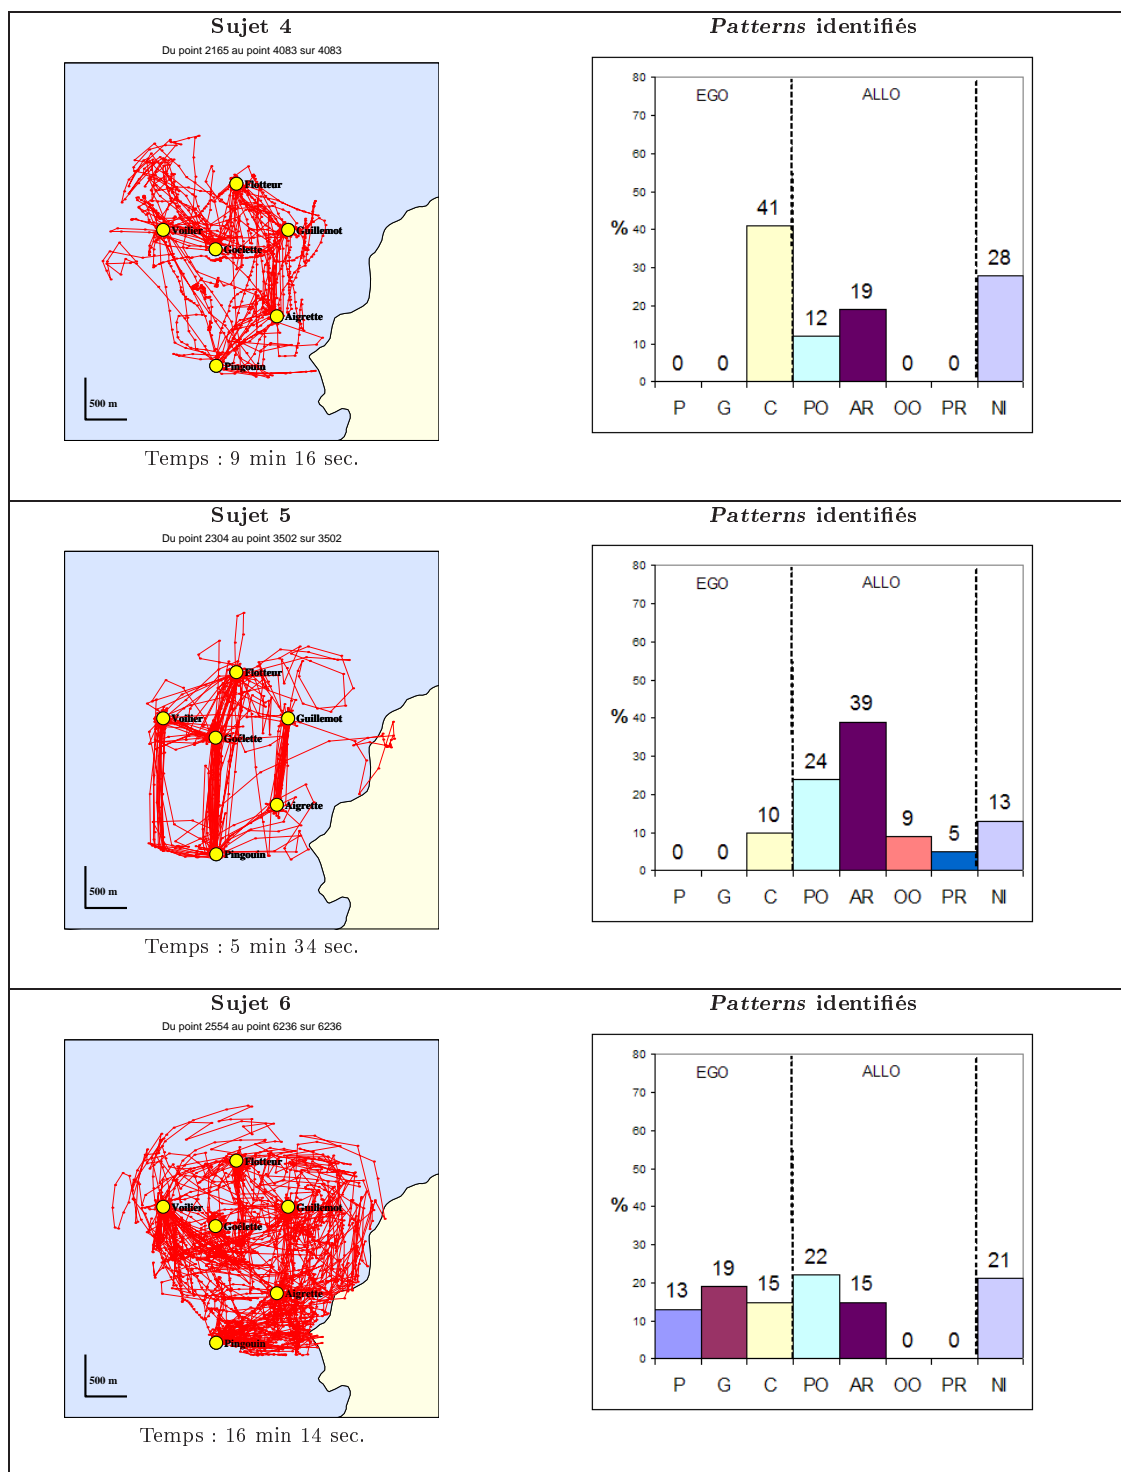 Sujet 4
Du point 2165 au point 4083 sur 4083
Flotteur
Voilier
Guillemot
Goélette
Aigrette
Pingouin
500 m
Temps : 9 min 16 sec.
Patterns identifiés
EGO ALLO
80
70
60
50
40
30
20
10
0
%
0 0 41 12 19 0 0 28
P G C PO AR OO PR NI
Sujet 5
Du point 2304 au point 3502 sur 3502
Flotteur
Voilier
Guillemot
Goélette
Aigrette
Pingouin
500 m
Temps : 5 min 34 sec.
Patterns identifiés
EGO ALLO
80
70
60
50
40
30
20
10
0
%
0 0 10 24 39 9 5 13
P G C PO AR OO PR NI
Sujet 6
Du point 2554 au point 6236 sur 6236
Flotteur
Voilier
Guillemot
Goélette
Aigrette
Pingouin
500 m
Temps : 16 min 14 sec.
Patterns identifiés
EGO ALLO
80
70
60
50
40
30
20
10
0
%
13 19 15 22 15 0 0 21
P G C PO AR OO PR NI